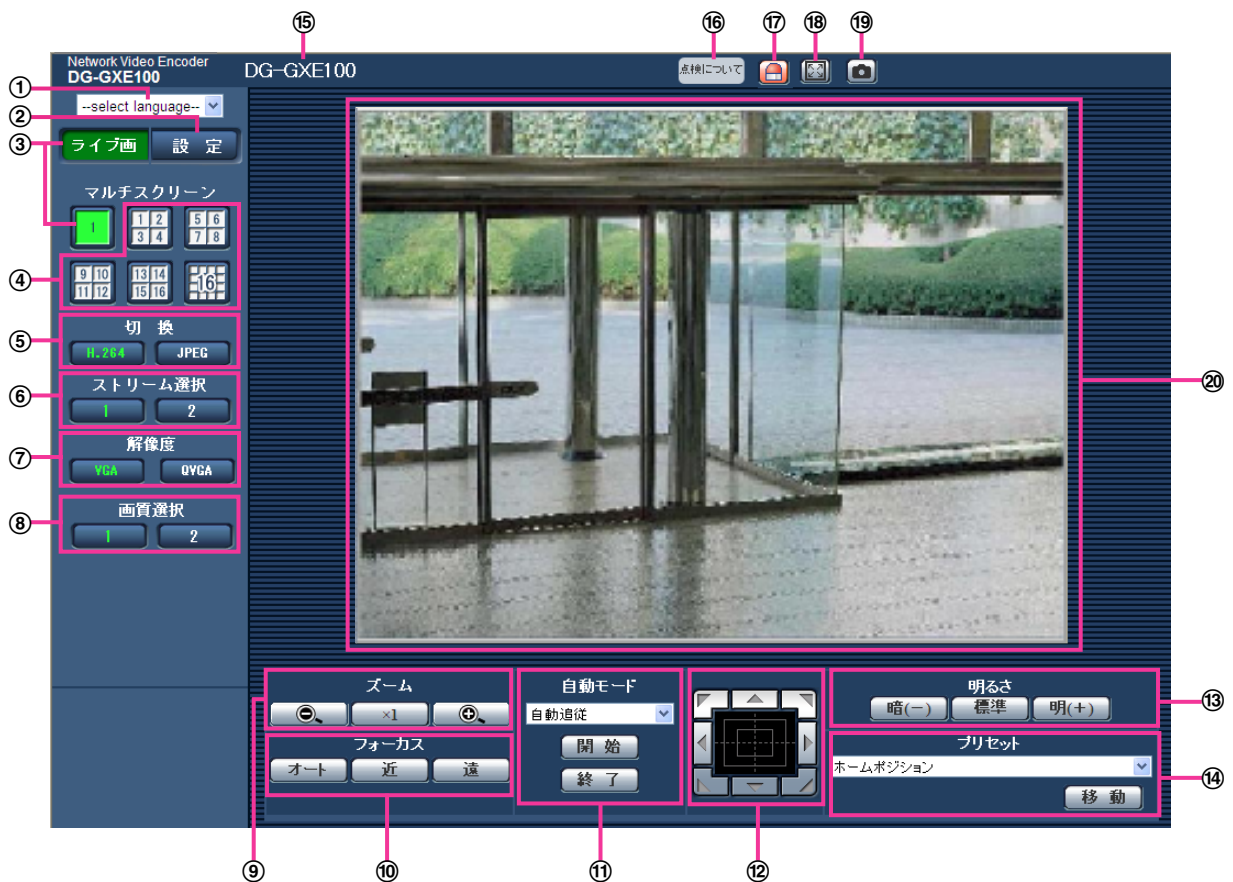 ⑮ ⑯ ⑰ ⑱ ⑲
Network Video Encoder
DG-GXE100
DG-GXE100
点検について
①
--select language--
②
③
ライブ画 設 定
マルチスクリーン
1
1 2
3 4
5 6
7 8
④
9 10
11 12
13 14
15 16
16
⑤
切 換
H.264 JPEG
⑥
ストリーム選択
1 2
⑦
解像度
VGA QVGA
⑧
画質選択
1 2
⑳
⑨
ズーム
×1
フォーカス
オート 近 遠
自動モード
自動追従
開 始
終 了
明るさ
暗(-) 標準 明(+)
⑬
プリセット
ホームポジション
移 動
⑭
⑩ ⑪ ⑫